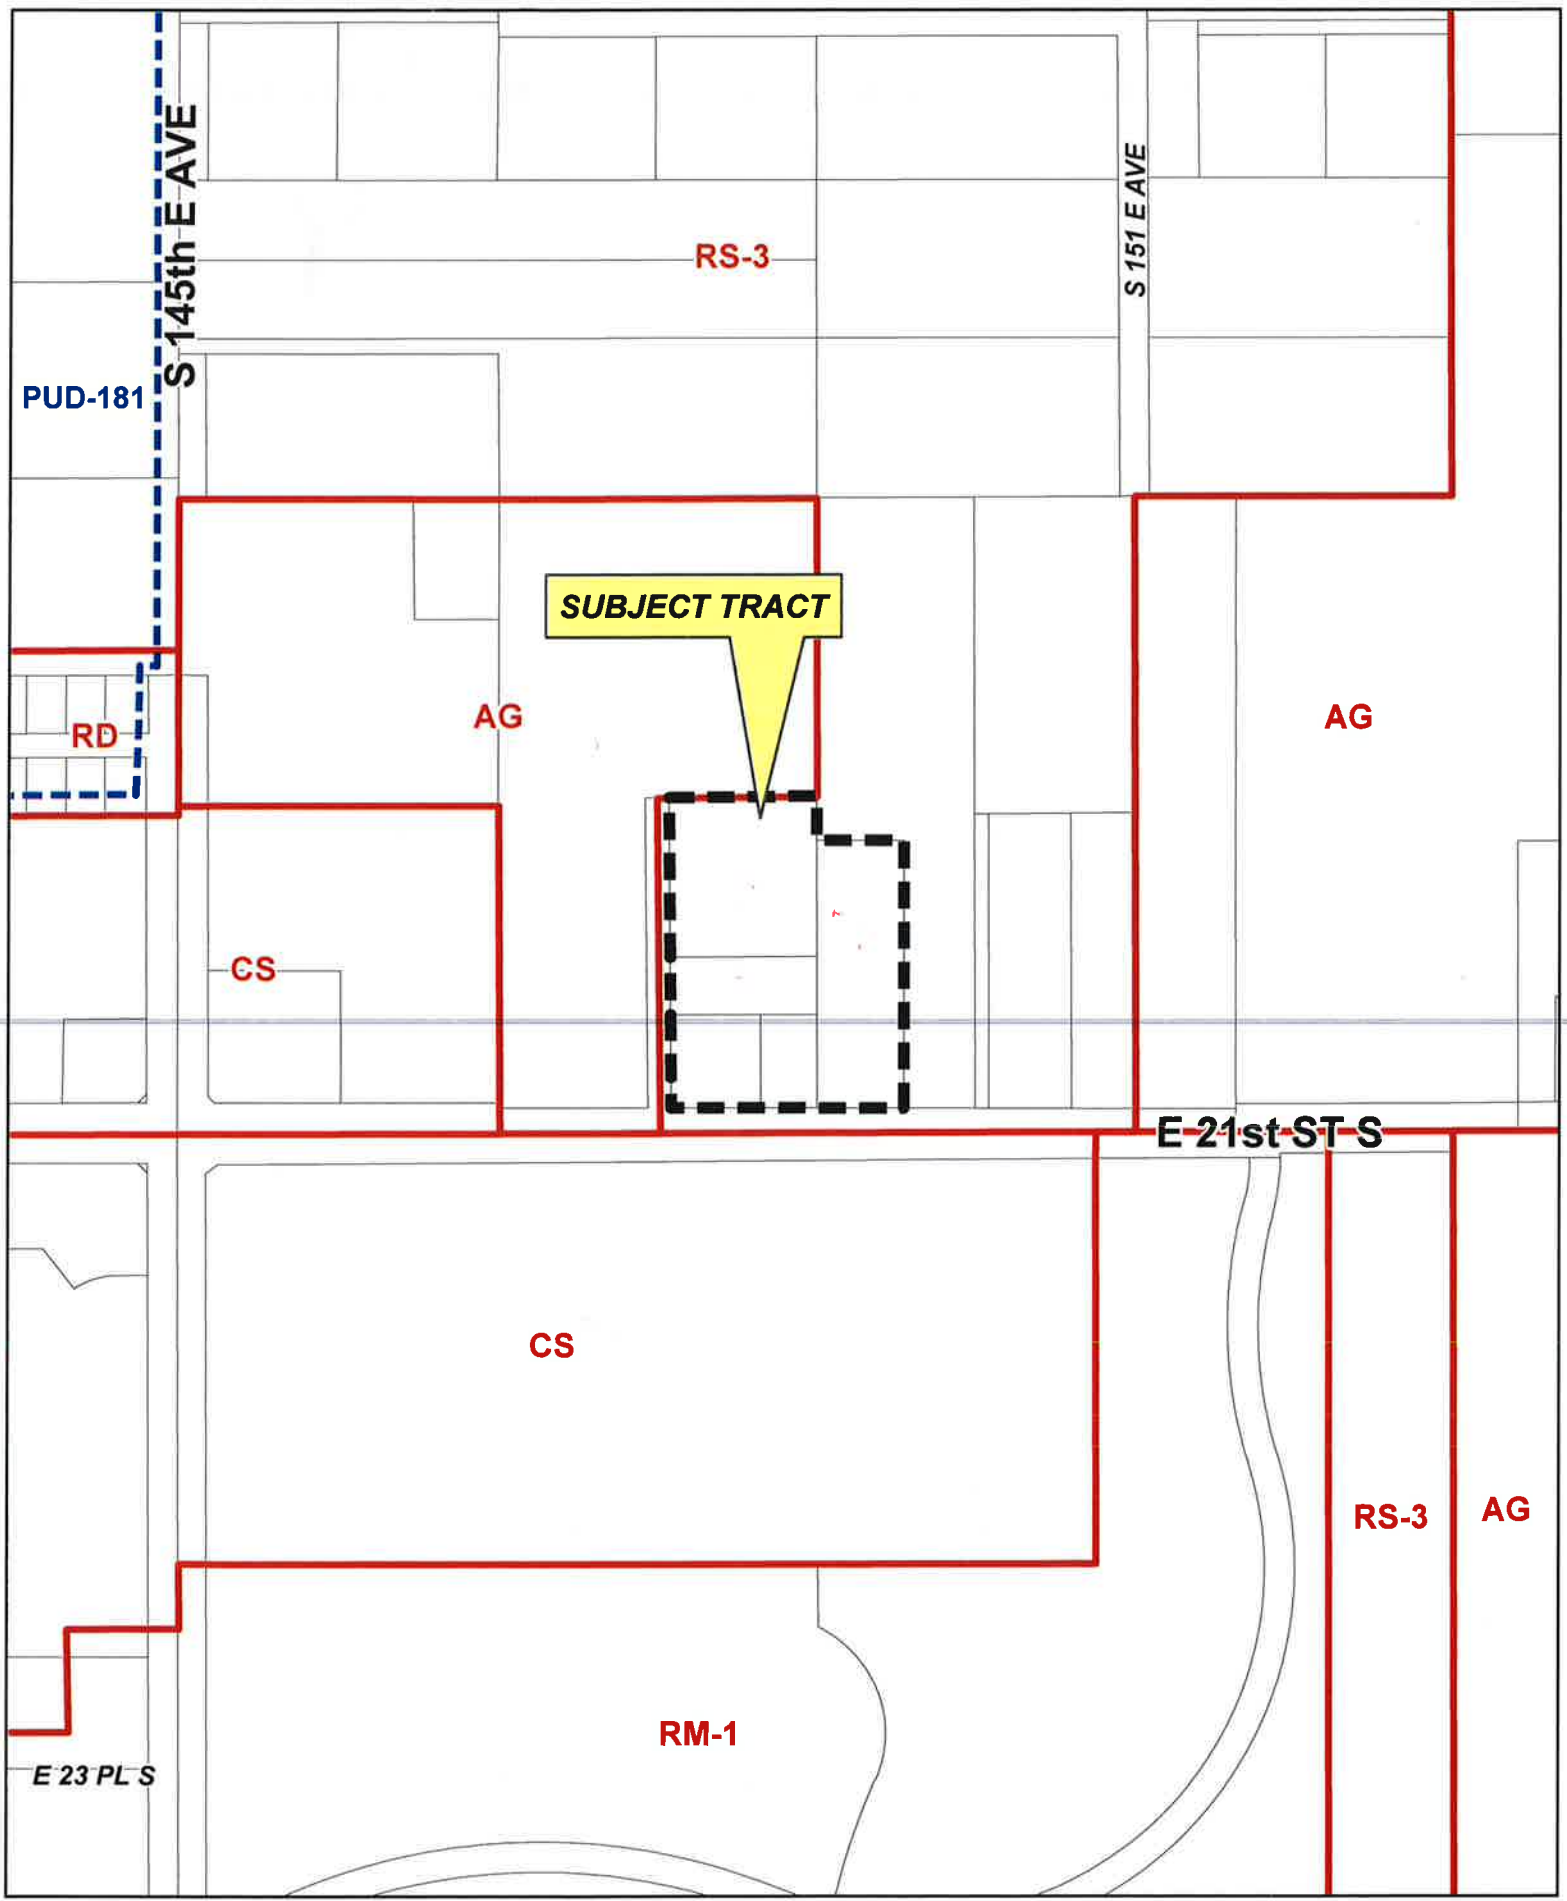 S 145th E AVE
S 151 E AVE
RS-3
PUD-181
SUBJECT TRACT
AG
AG
RD
CS
E 21st ST S
CS
RS-3
AG
RM-1
E 23 PL S